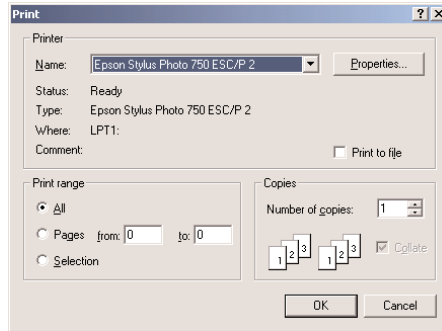 Print
Printer
Name: Epson Stylus Photo 750 ESC/P 2 Properties...
Status: Ready
Type: Epson Stylus Photo 750 ESC/P 2
Where: LPT1:
Comment: Print to file
Print range
All
Pages from: 0 to: 0
Selection
Copies
Number of copies: 1
1 2 3 1 2 3
Collate
OK Cancel